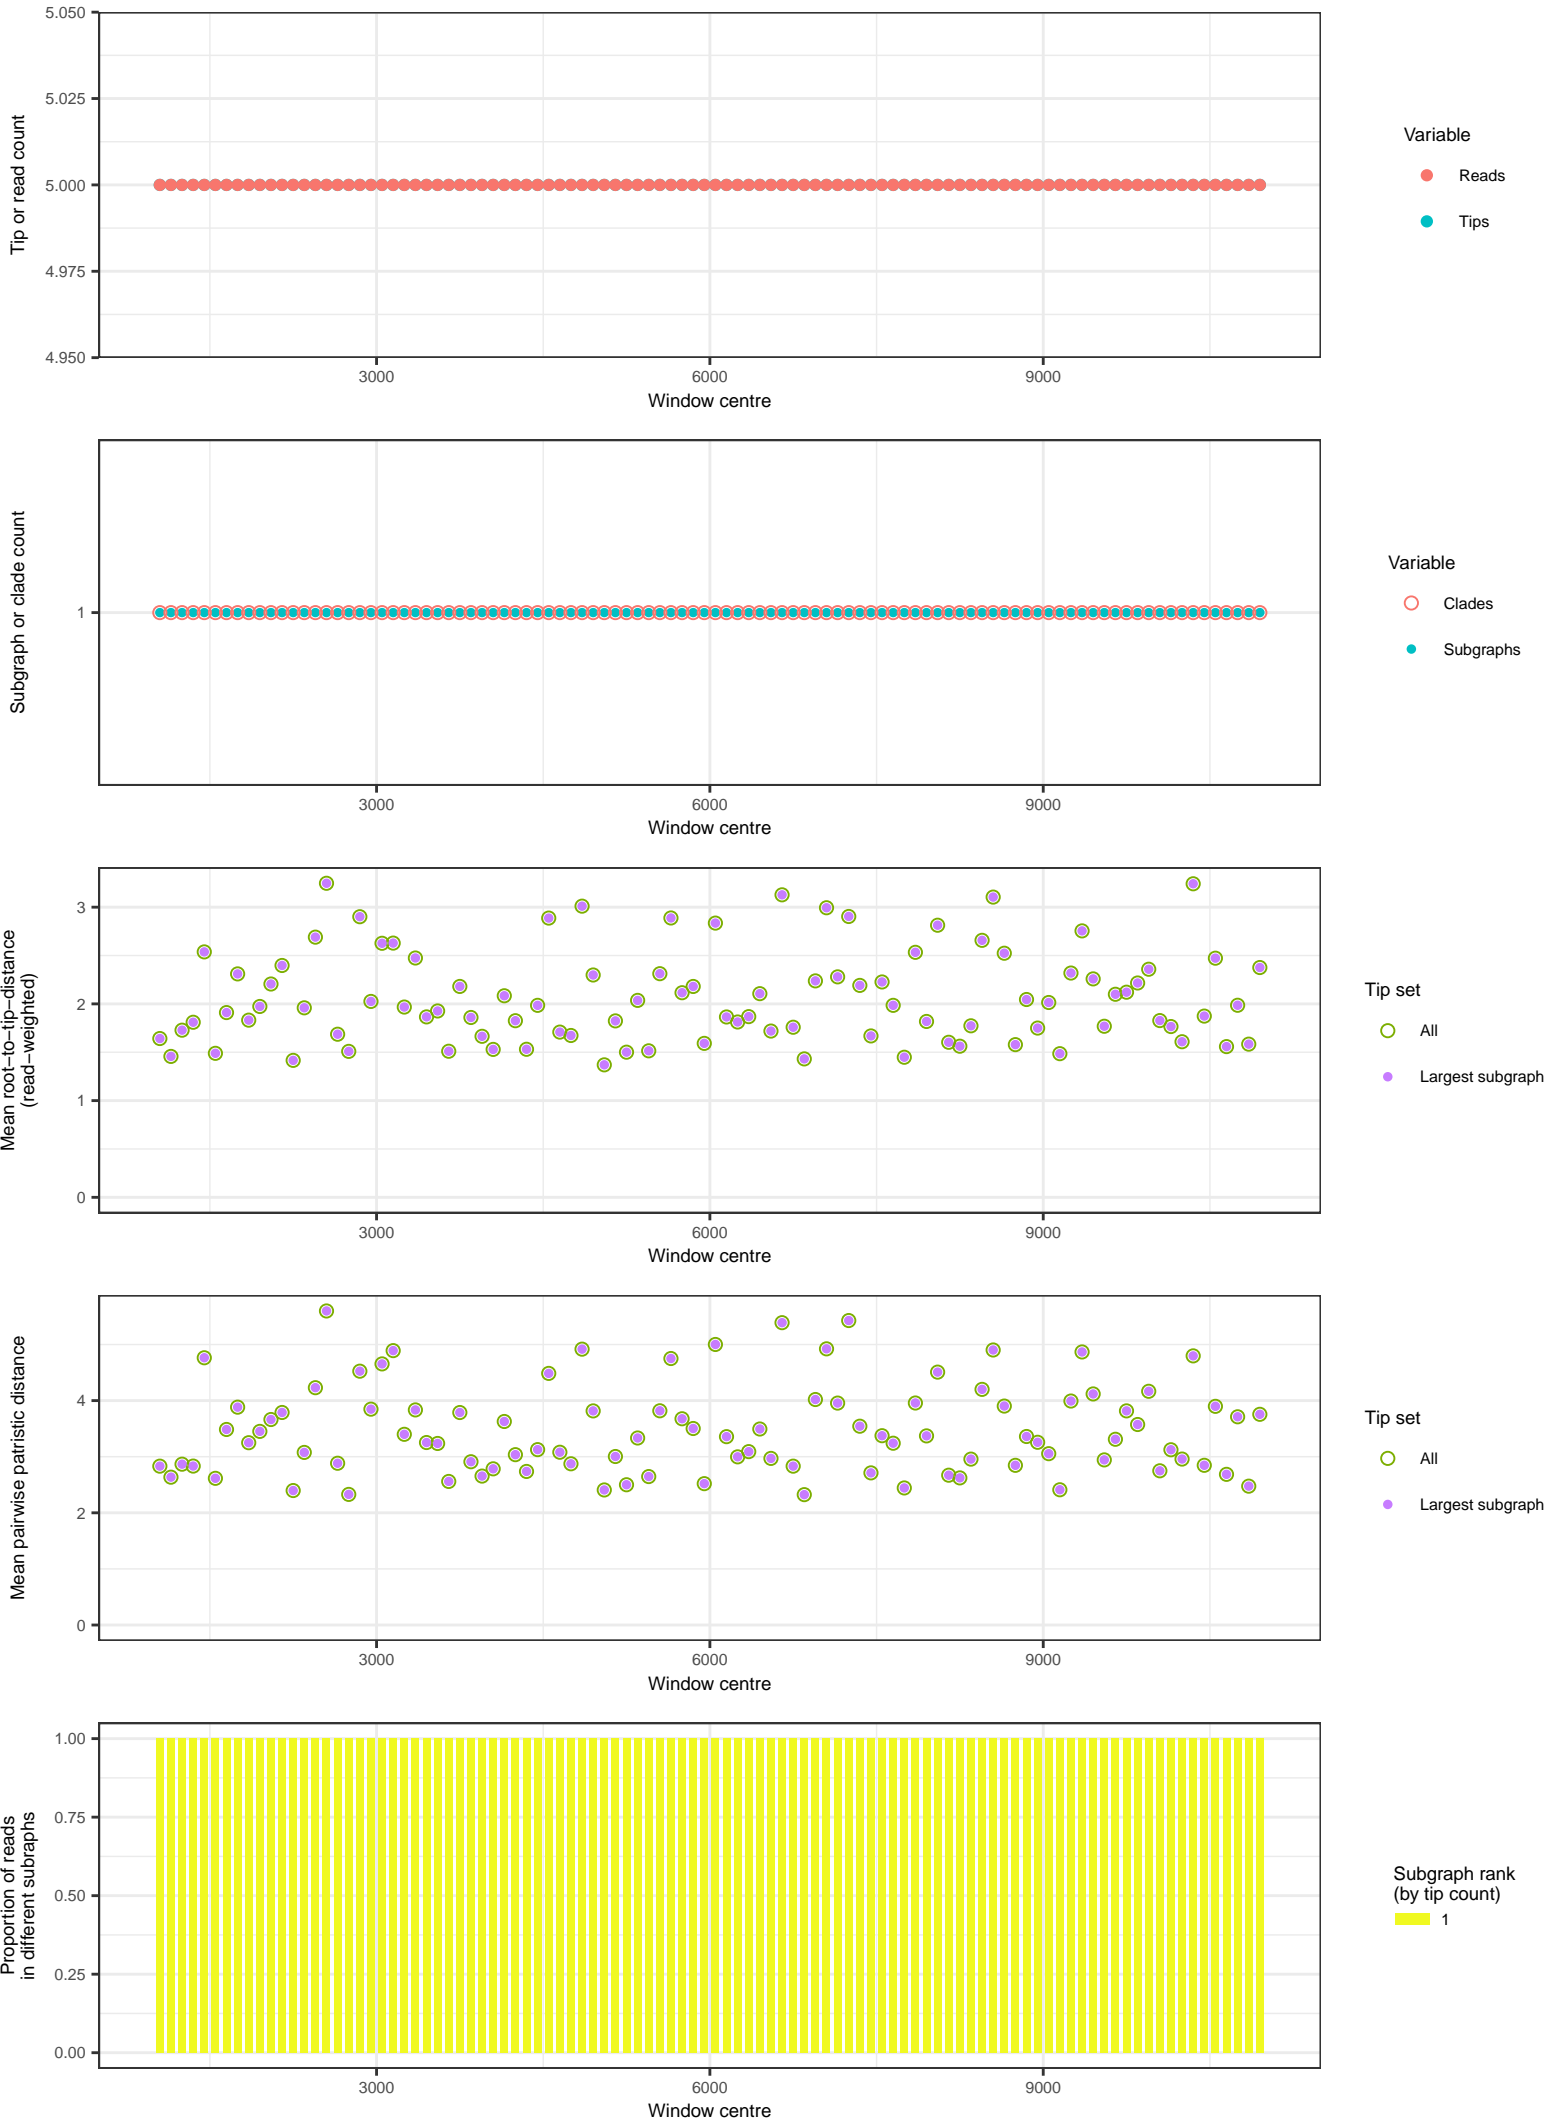 5.050
5.025
5.000
4.975
4.950
Tip or read count
3000
6000
9000
Window centre
Variable
Reads
Tips
1
Subgraph or clade count
3000
6000
9000
Window centre
Variable
Clades
Subgraphs
3
2
1
0
Mean root−to−tip−distance
(read−weighted)
3000
6000
9000
Window centre
Tip set
All
Largest subgraph
4
2
0
Mean pairwise patristic distance
3000
6000
9000
Window centre
Tip set
All
Largest subgraph
1.00
0.75
0.50
0.25
0.00
Proportion of reads
in different subraphs
3000
6000
9000
Window centre
Subgraph rank
(by tip count)
1